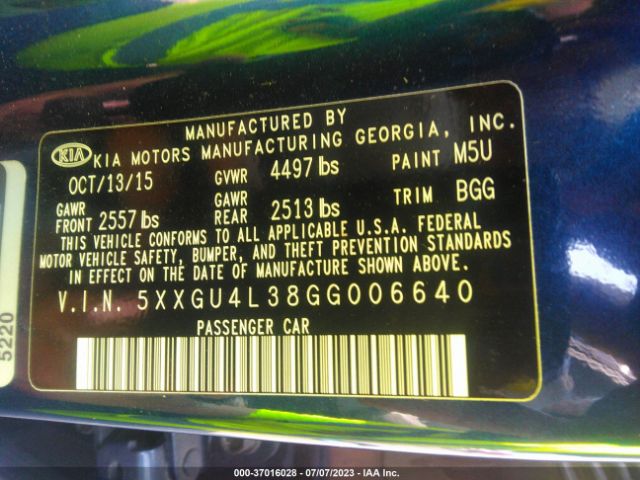 MANUFACTURED BY
KIA KIA MOTORS MANUFACTURING GEORGIA, INC.
OCT/13/15 GVWR 4497 lbs PAINT M5U
GAWR FRONT 2557 lbs GAWR REAR 2513 lbs TRIM BGG
THIS VEHICLE CONFORMS TO ALL APPLICABLE U.S.A. FEDERAL
MOTOR VEHICLE SAFETY, BUMPER, AND THEFT PREVENTION STANDARDS
IN EFFECT ON THE DATE OF MANUFACTURE SHOWN ABOVE.
V.I.N. 5XXGU4L38GG006640
PASSENGER CAR
5220
000-37016028 - 07/07/2023 - IAA Inc.